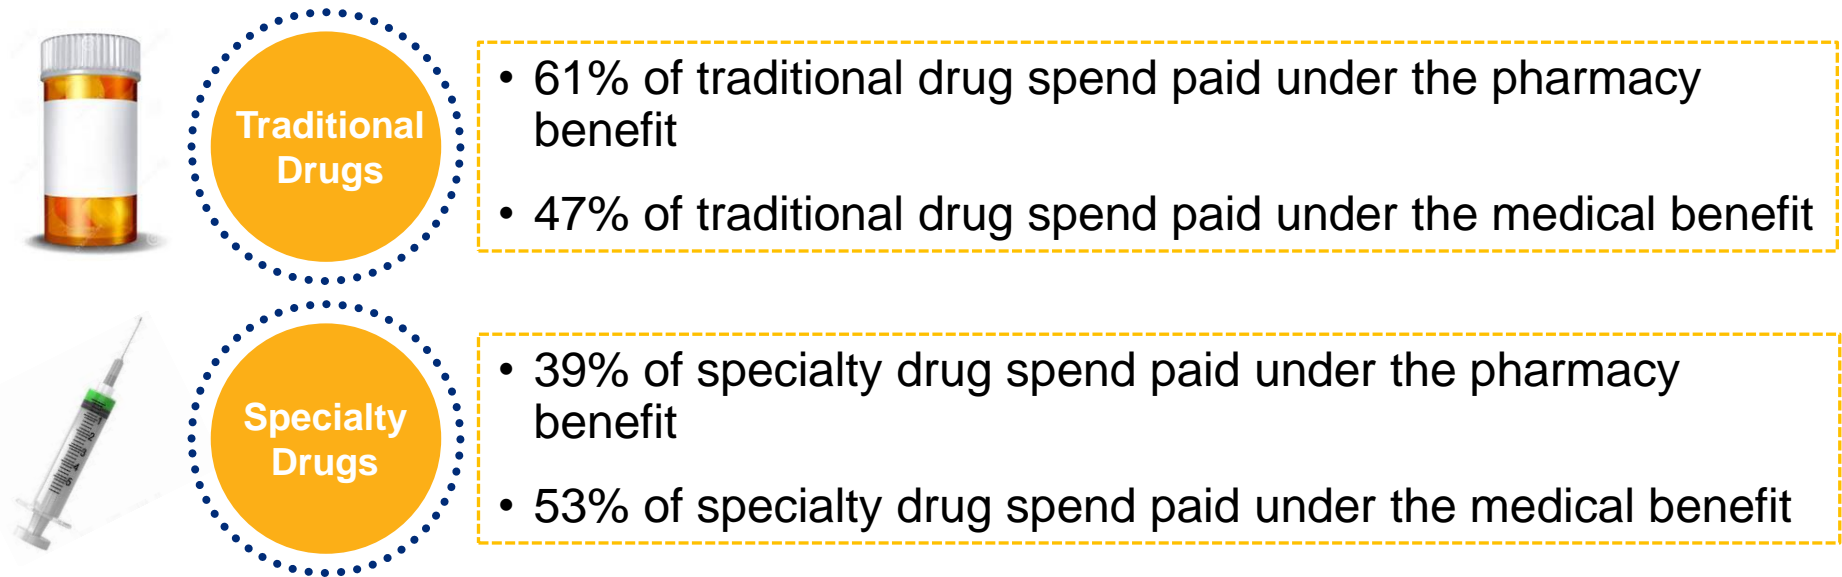 Traditional
Drugs
• 61% of traditional drug spend paid under the pharmacy
benefit
• 47% of traditional drug spend paid under the medical benefit
Specialty
Drugs
• 39% of specialty drug spend paid under the pharmacy
benefit
• 53% of specialty drug spend paid under the medical benefit